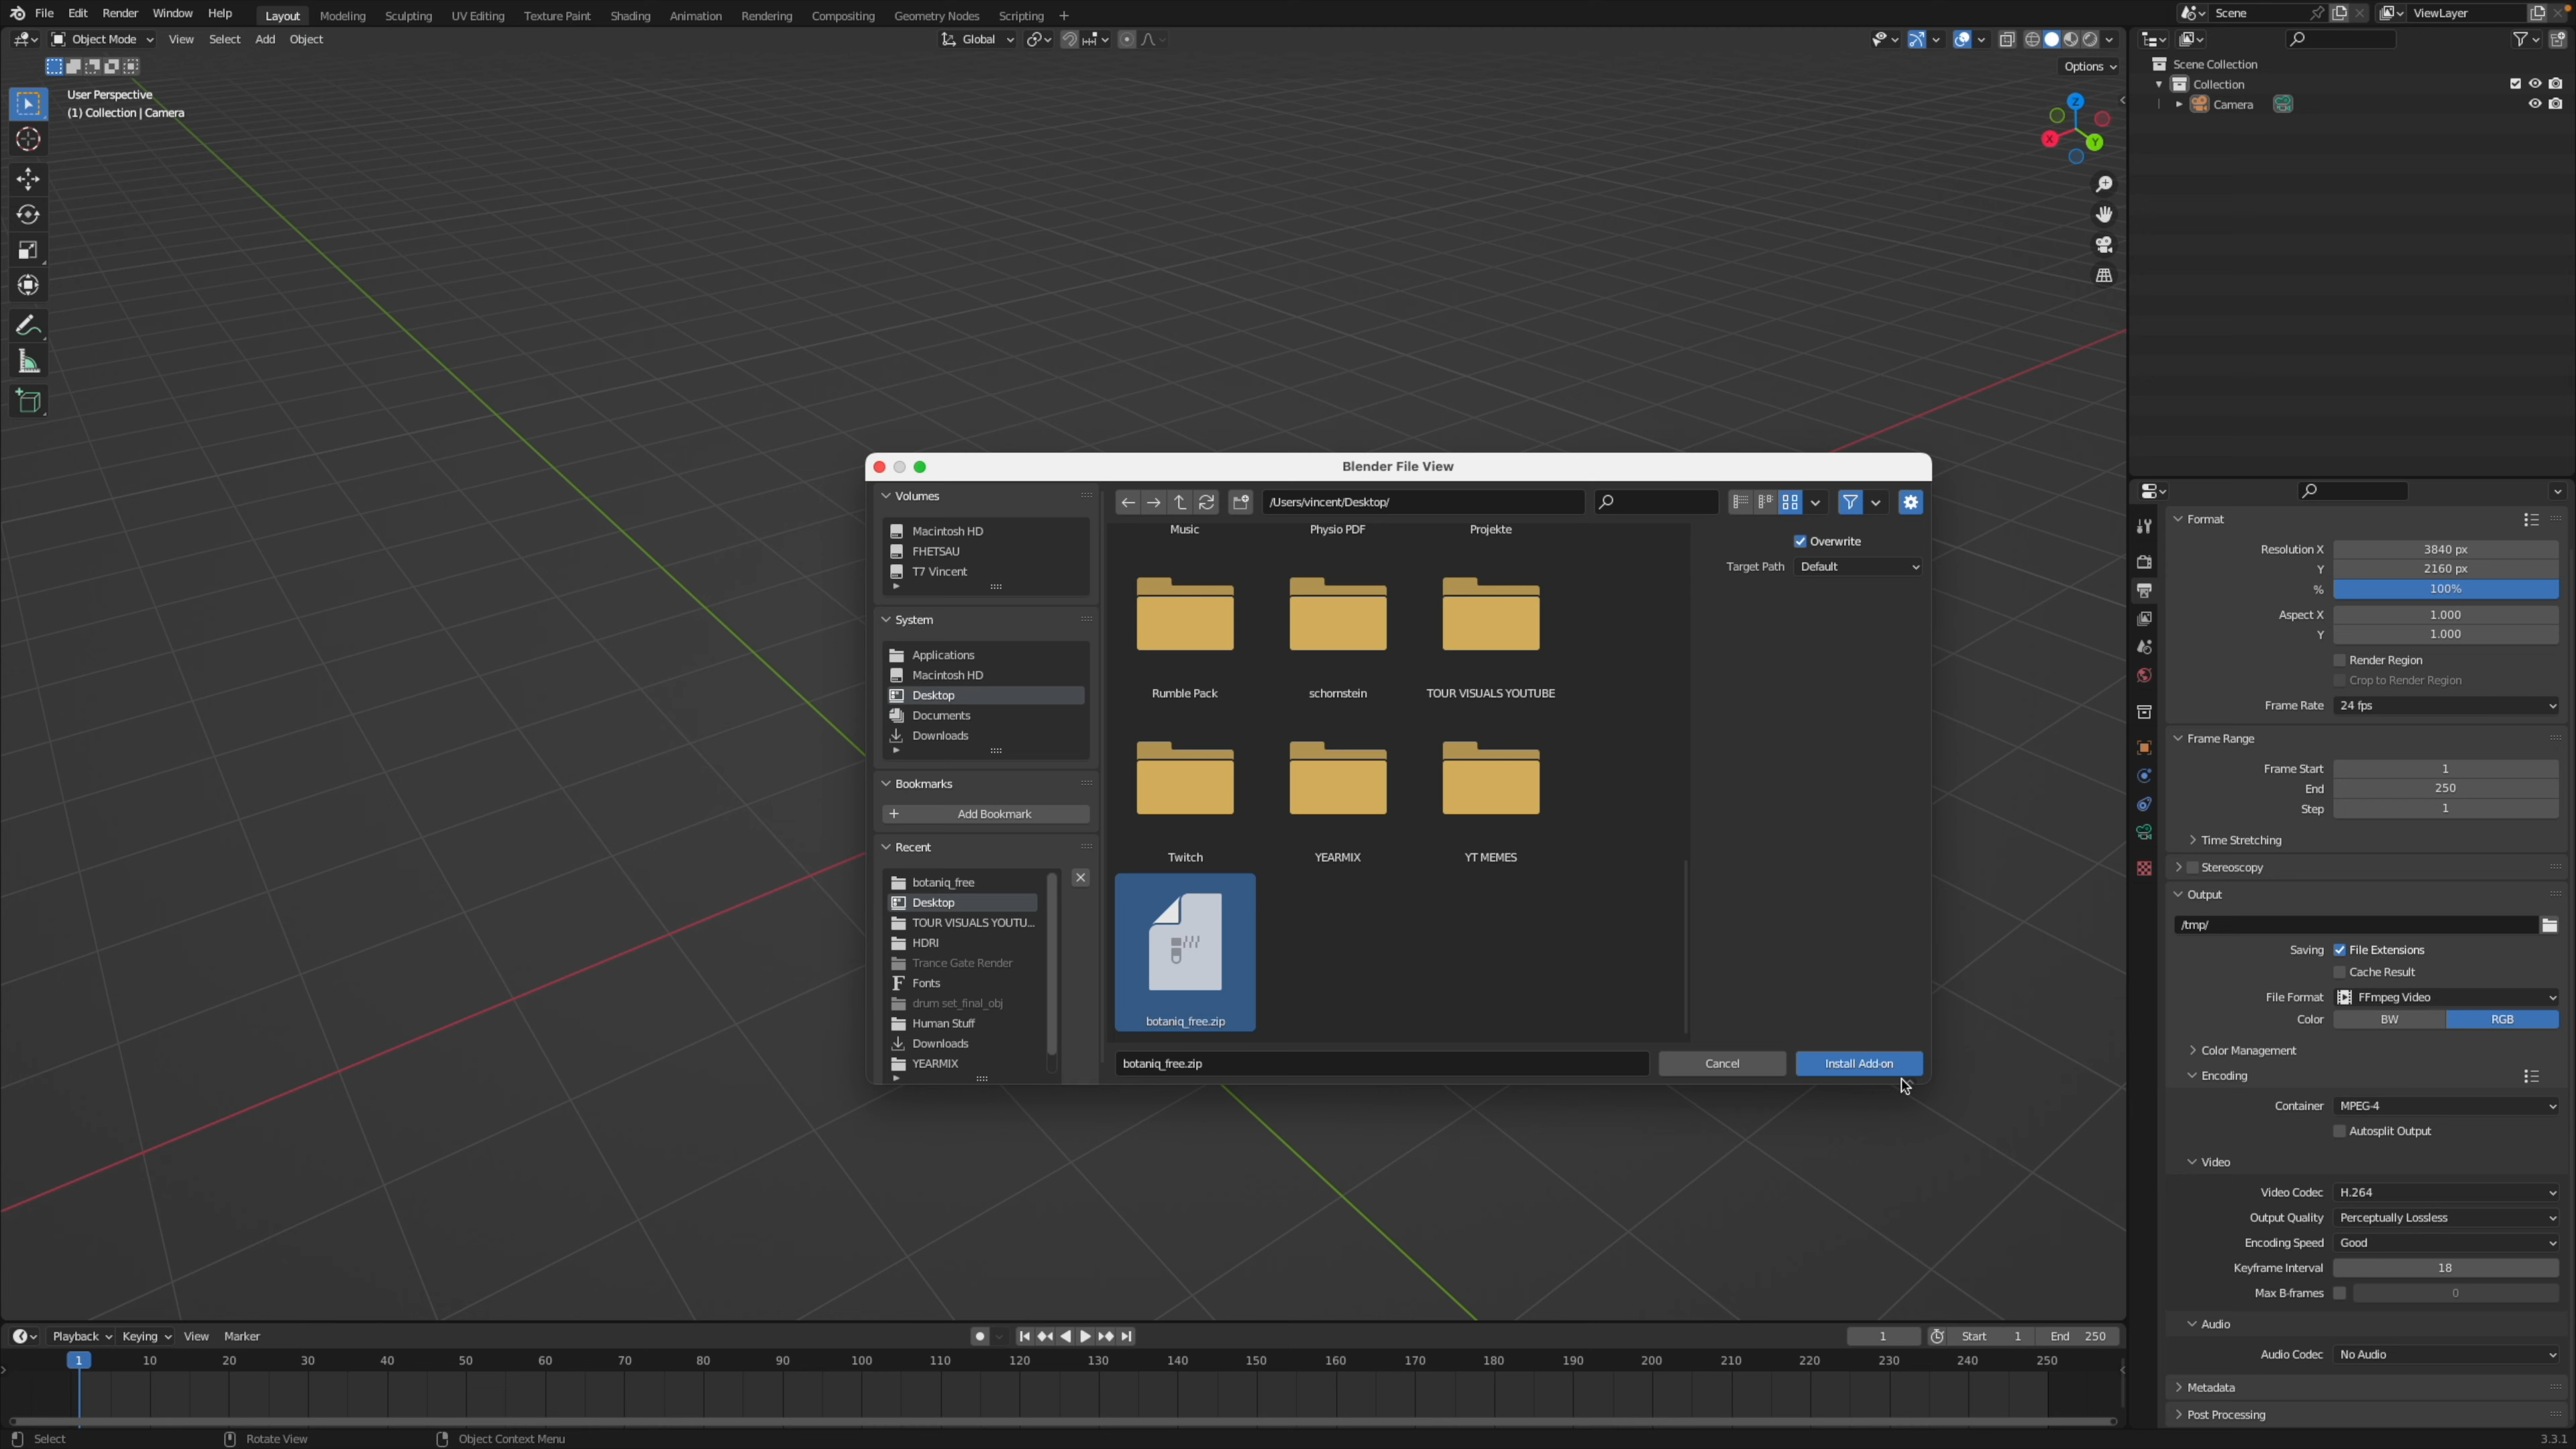 File Edit Render Window Help Layout Modeling Sculpting UV Editing Texture Paint Shading Animation Rendering Compositing Geometry Nodes Scripting + Scene ViewLayer
Object Mode View Select Add Object Global
Options
User Perspective
(1) Collection | Camera
Z
X
Y
Scene Collection
Collection
Camera
Blender File View
Volumes
Macintosh HD
FHETSAU
T7 Vincent
System
Applications
Macintosh HD
Desktop
Documents
Downloads
Bookmarks
+ Add Bookmark
Recent
botaniq_free
Desktop
TOUR VISUALS YOUTU...
HDRI
Trance Gate Render
Fonts
drum set_final_obj
Human Stuff
Downloads
YEARMIX
/Users/vincent/Desktop/
Music Physio PDF Projekte
Rumble Pack schornstein TOUR VISUALS YOUTUBE
Twitch YEARMIX YT MEMES
botaniq_free.zip
Overwrite
Target Path Default
botaniq_free.zip Cancel Install Add-on
Format
Resolution X 3840 px
Y 2160 px
% 100%
Aspect X 1.000
Y 1.000
Render Region
Crop to Render Region
Frame Rate 24 fps
Frame Range
Frame Start 1
End 250
Step 1
Time Stretching
Stereoscopy
Output
/tmp/
Saving File Extensions
Cache Result
File Format FFmpeg Video
Color BW RGB
Color Management
Encoding
Container MPEG-4
Autosplit Output
Video
Video Codec H.264
Output Quality Perceptually Lossless
Encoding Speed Good
Keyframe Interval 18
Max B-frames 0
Audio
Audio Codec No Audio
Metadata
Post Processing
Playback Keying View Marker 1 Start 1 End 250
1 10 20 30 40 50 60 70 80 90 100 110 120 130 140 150 160 170 180 190 200 210 220 230 240 250
Select Rotate View Object Context Menu 3.3.1